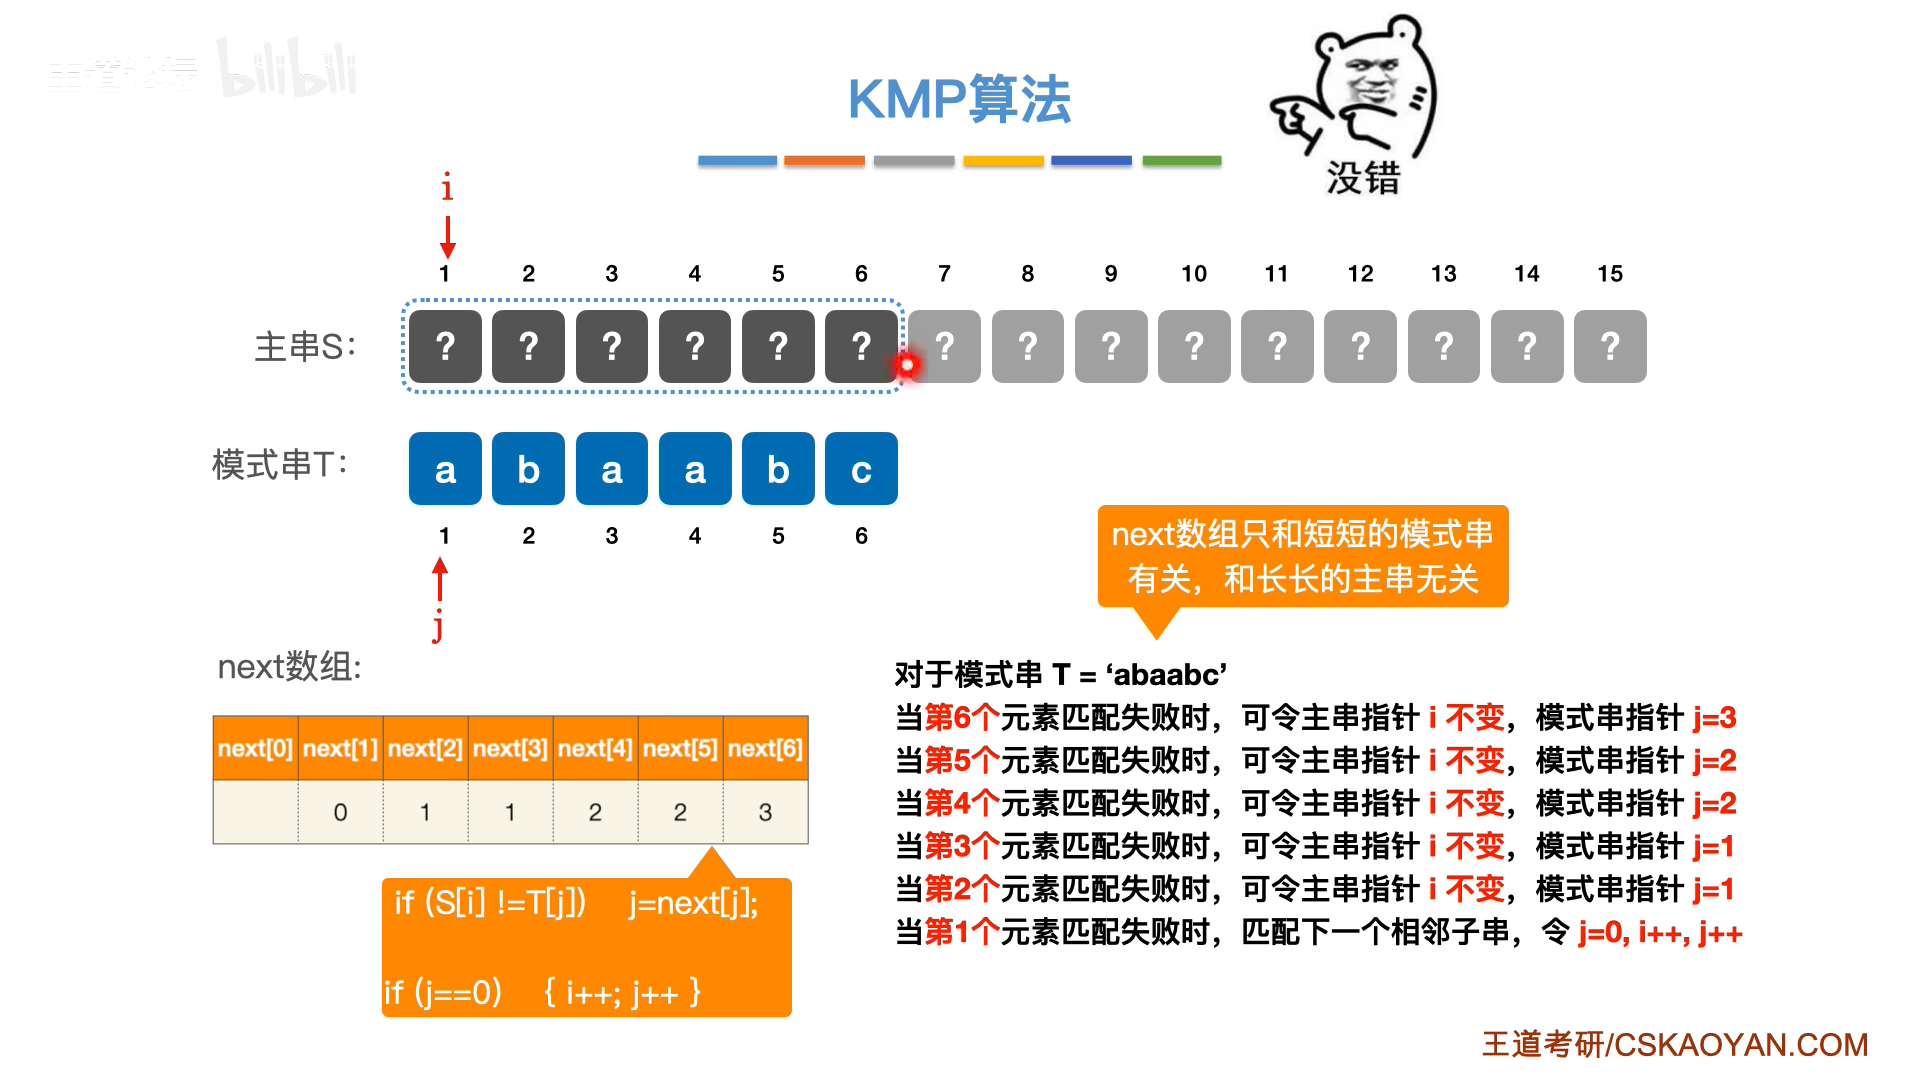 王道论坛 bilibili
KMP算法
没错
i
1 2 3 4 5 6 7 8 9 10 11 12 13 14 15
主串S: ? ? ? ? ? ? ? ? ? ? ? ? ? ? ?
模式串T: a b a a b c
1 2 3 4 5 6
j
next数组只和短短的模式串
有关，和长长的主串无关
next数组:
next[0] next[1] next[2] next[3] next[4] next[5] next[6]
0 1 1 2 2 3
if (S[i] !=T[j]) j=next[j];
if (j==0) { i++; j++ }
对于模式串 T = ‘abaabc’
当第6个元素匹配失败时，可令主串指针 i 不变，模式串指针 j=3
当第5个元素匹配失败时，可令主串指针 i 不变，模式串指针 j=2
当第4个元素匹配失败时，可令主串指针 i 不变，模式串指针 j=2
当第3个元素匹配失败时，可令主串指针 i 不变，模式串指针 j=1
当第2个元素匹配失败时，可令主串指针 i 不变，模式串指针 j=1
当第1个元素匹配失败时，匹配下一个相邻子串，令 j=0, i++, j++
王道考研/CSKAOYAN.COM